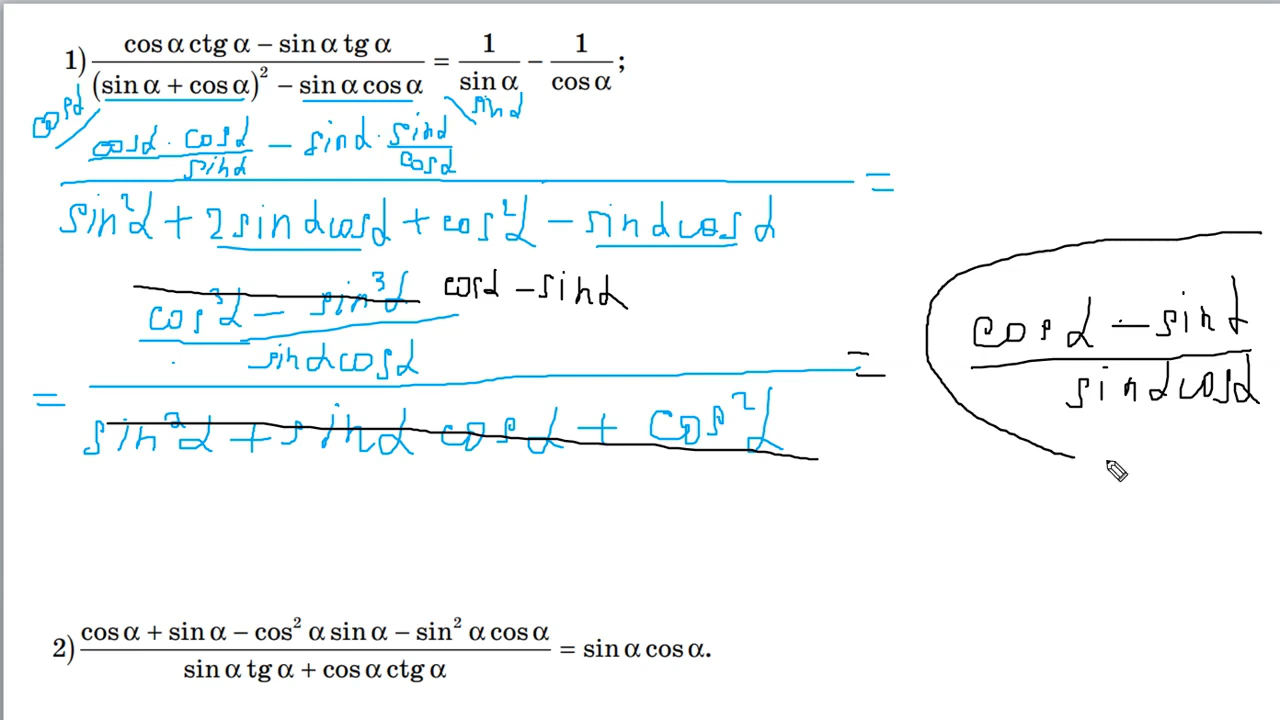 1) (cos α ctg α − sin α tg α) / ((sin α + cos α)² − sin α cos α) = 1/sin α − 1/cos α;
cosα sinα
(cosα · cosα/sinα − sinα · sinα/cosα) / (sin²α + 2sinαcosα + cos²α − sinαcosα) =
= ((cos³α − sin³α)/(sinαcosα)) / (sin²α + sinα cosα + cos²α) = (cosα − sinα)/(sinαcosα)
cosα − sinα
2) (cos α + sin α − cos² α sin α − sin² α cos α) / (sin α tg α + cos α ctg α) = sin α cos α.